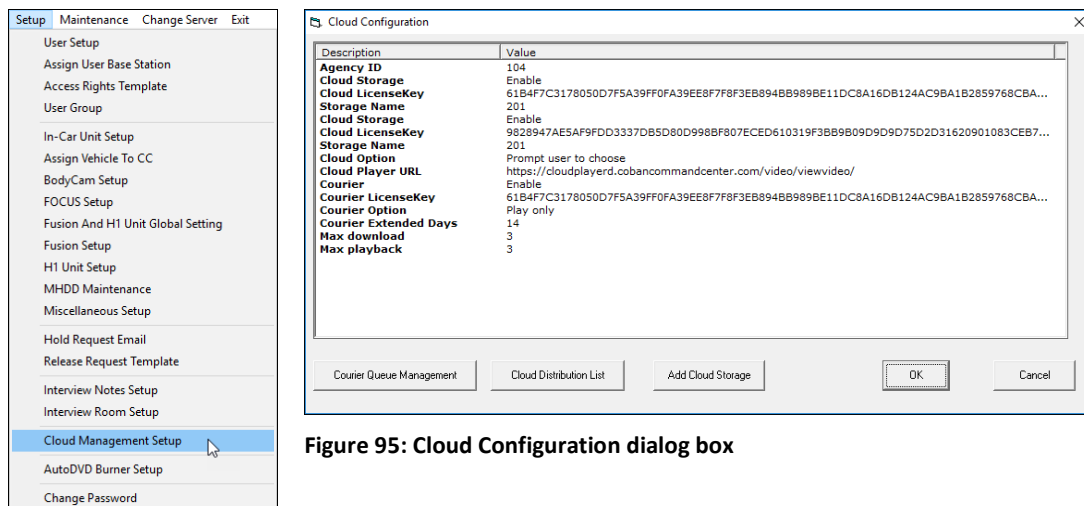 Setup Maintenance Change Server Exit
User Setup
Assign User Base Station
Access Rights Template
User Group
In-Car Unit Setup
Assign Vehicle To CC
BodyCam Setup
FOCUS Setup
Fusion And H1 Unit Global Setting
Fusion Setup
H1 Unit Setup
MHDD Maintenance
Miscellaneous Setup
Hold Request Email
Release Request Template
Interview Notes Setup
Interview Room Setup
Cloud Management Setup
AutoDVD Burner Setup
Change Password
Cloud Configuration
Description Value
Agency ID 104
Cloud Storage Enable
Cloud LicenseKey 61B4F7C3178050D7F5A39FF0FA39EE8F7F8F3EB894BB989BE11DC8A16DB124AC9BA1B2859768CBA...
Storage Name 201
Cloud Storage Enable
Cloud LicenseKey 9828947AE5AF9FDD3337DB5D80D998BF807ECED610319F3BB9B09D9D9D75D2D31620901083CEB7...
Storage Name 201
Cloud Option Prompt user to choose
Cloud Player URL https://cloudplayerd.cobancommandcenter.com/video/viewvideo/
Courier Enable
Courier LicenseKey 61B4F7C3178050D7F5A39FF0FA39EE8F7F8F3EB894BB989BE11DC8A16DB124AC9BA1B2859768CBA...
Courier Option Play only
Courier Extended Days 14
Max download 3
Max playback 3
Courier Queue Management Cloud Distribution List Add Cloud Storage OK Cancel
Figure 95: Cloud Configuration dialog box